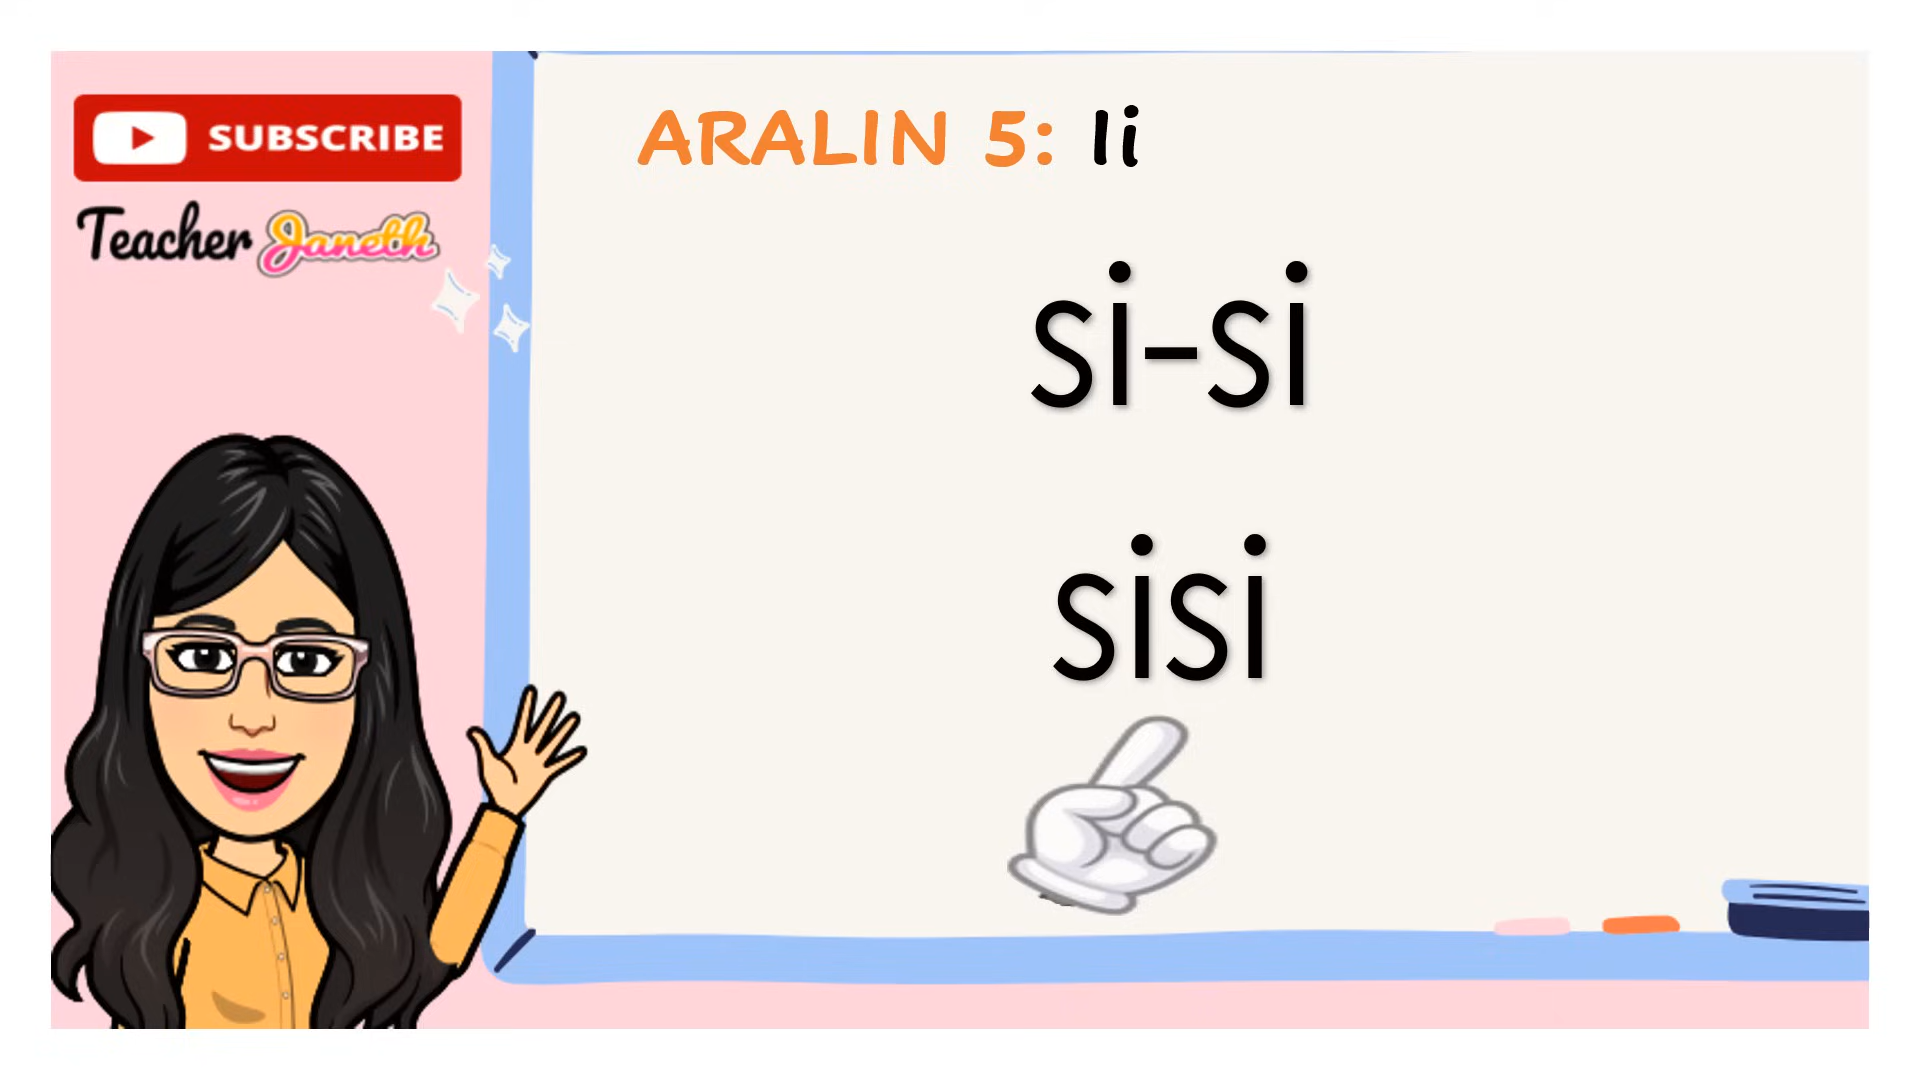 SUBSCRIBE
Teacher Janeth
ARALIN 5: Ii
si-si
sisi